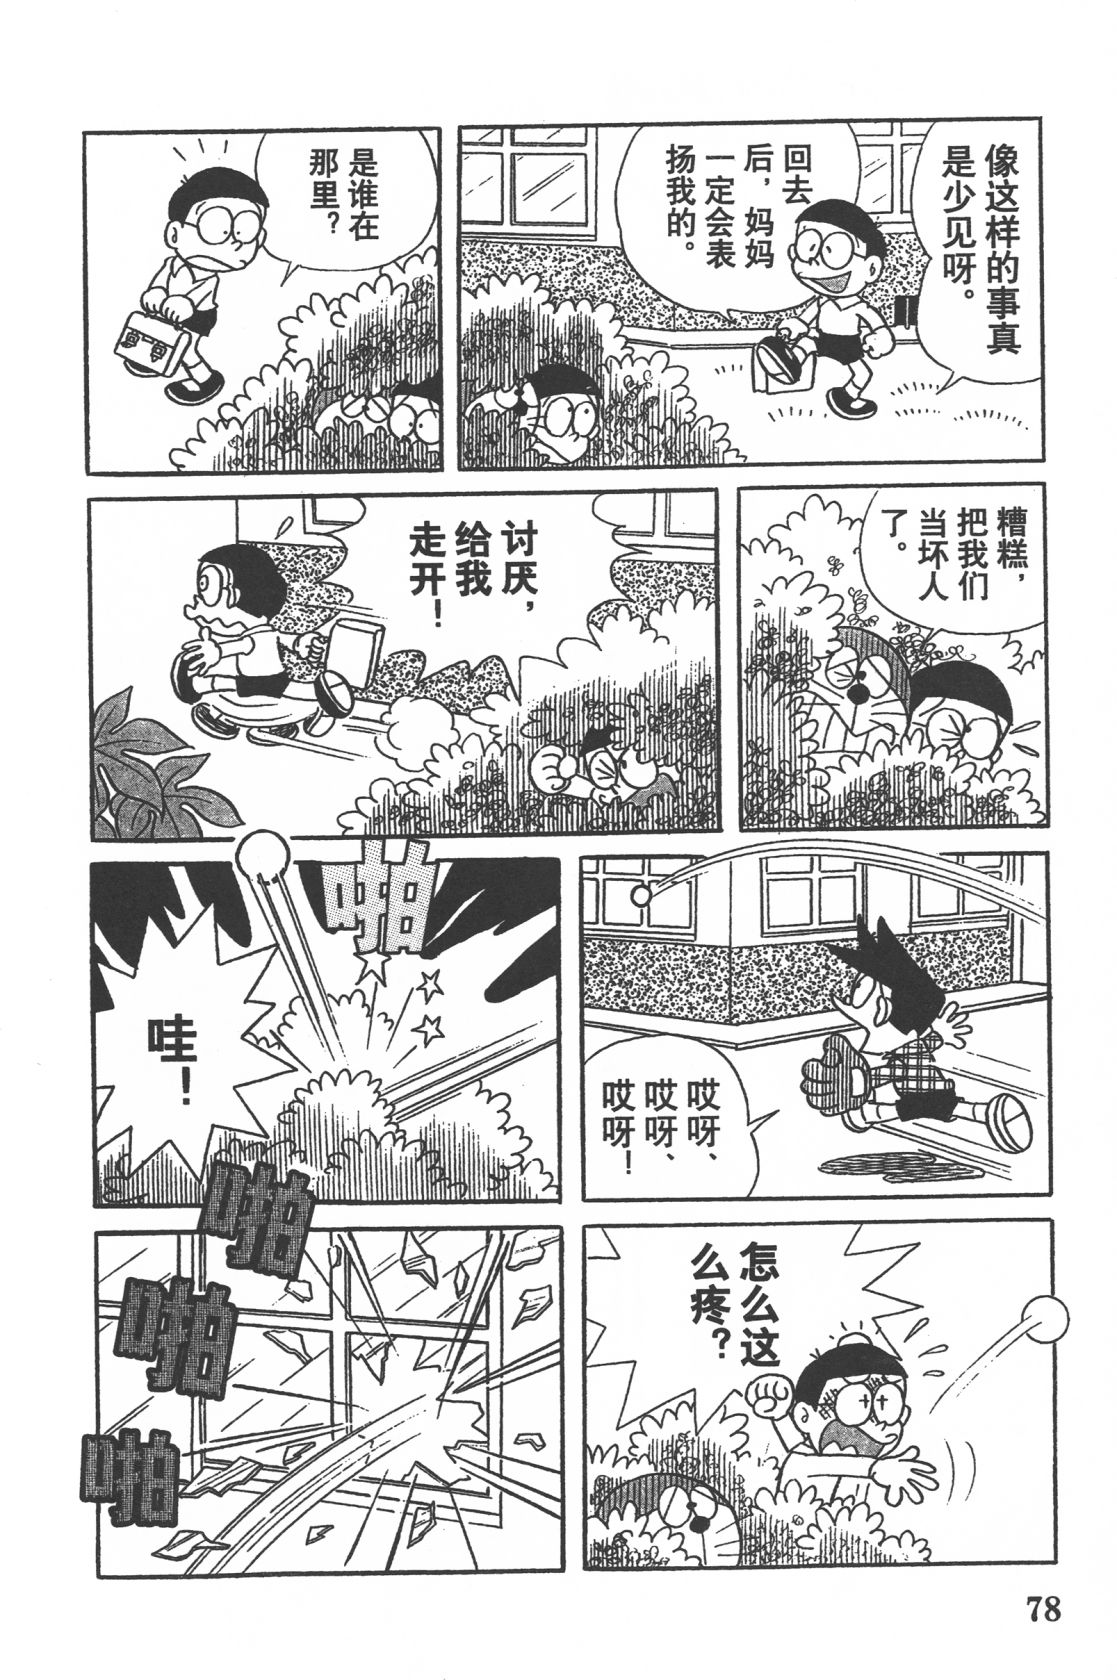 像这样的事真
是少见呀。
回去
后，妈妈
一定会表
扬我的。
是谁在
那里？
糟糕，
把我们
当坏人
了。
讨厌，
给我
走开！
哎呀、
哎呀、
哎呀！
啪
哇！
怎么这
么疼？
啪
啪
啪
78